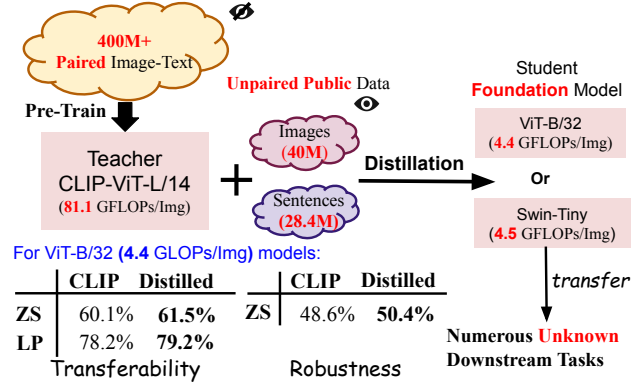 400M+
Paired Image-Text
Pre-Train
Unpaired Public Data
Teacher
CLIP-ViT-L/14
(81.1 GFLOPs/Img)
Images
(40M)
Sentences
(28.4M)
Distillation
Student
Foundation Model
ViT-B/32
(4.4 GFLOPs/Img)
Or
Swin-Tiny
(4.5 GFLOPs/Img)
transfer
Numerous Unknown
Downstream Tasks
For ViT-B/32 (4.4 GLOPs/Img) models:
CLIP Distilled
ZS 60.1% 61.5%
LP 78.2% 79.2%
Transferability
CLIP Distilled
ZS 48.6% 50.4%
Robustness